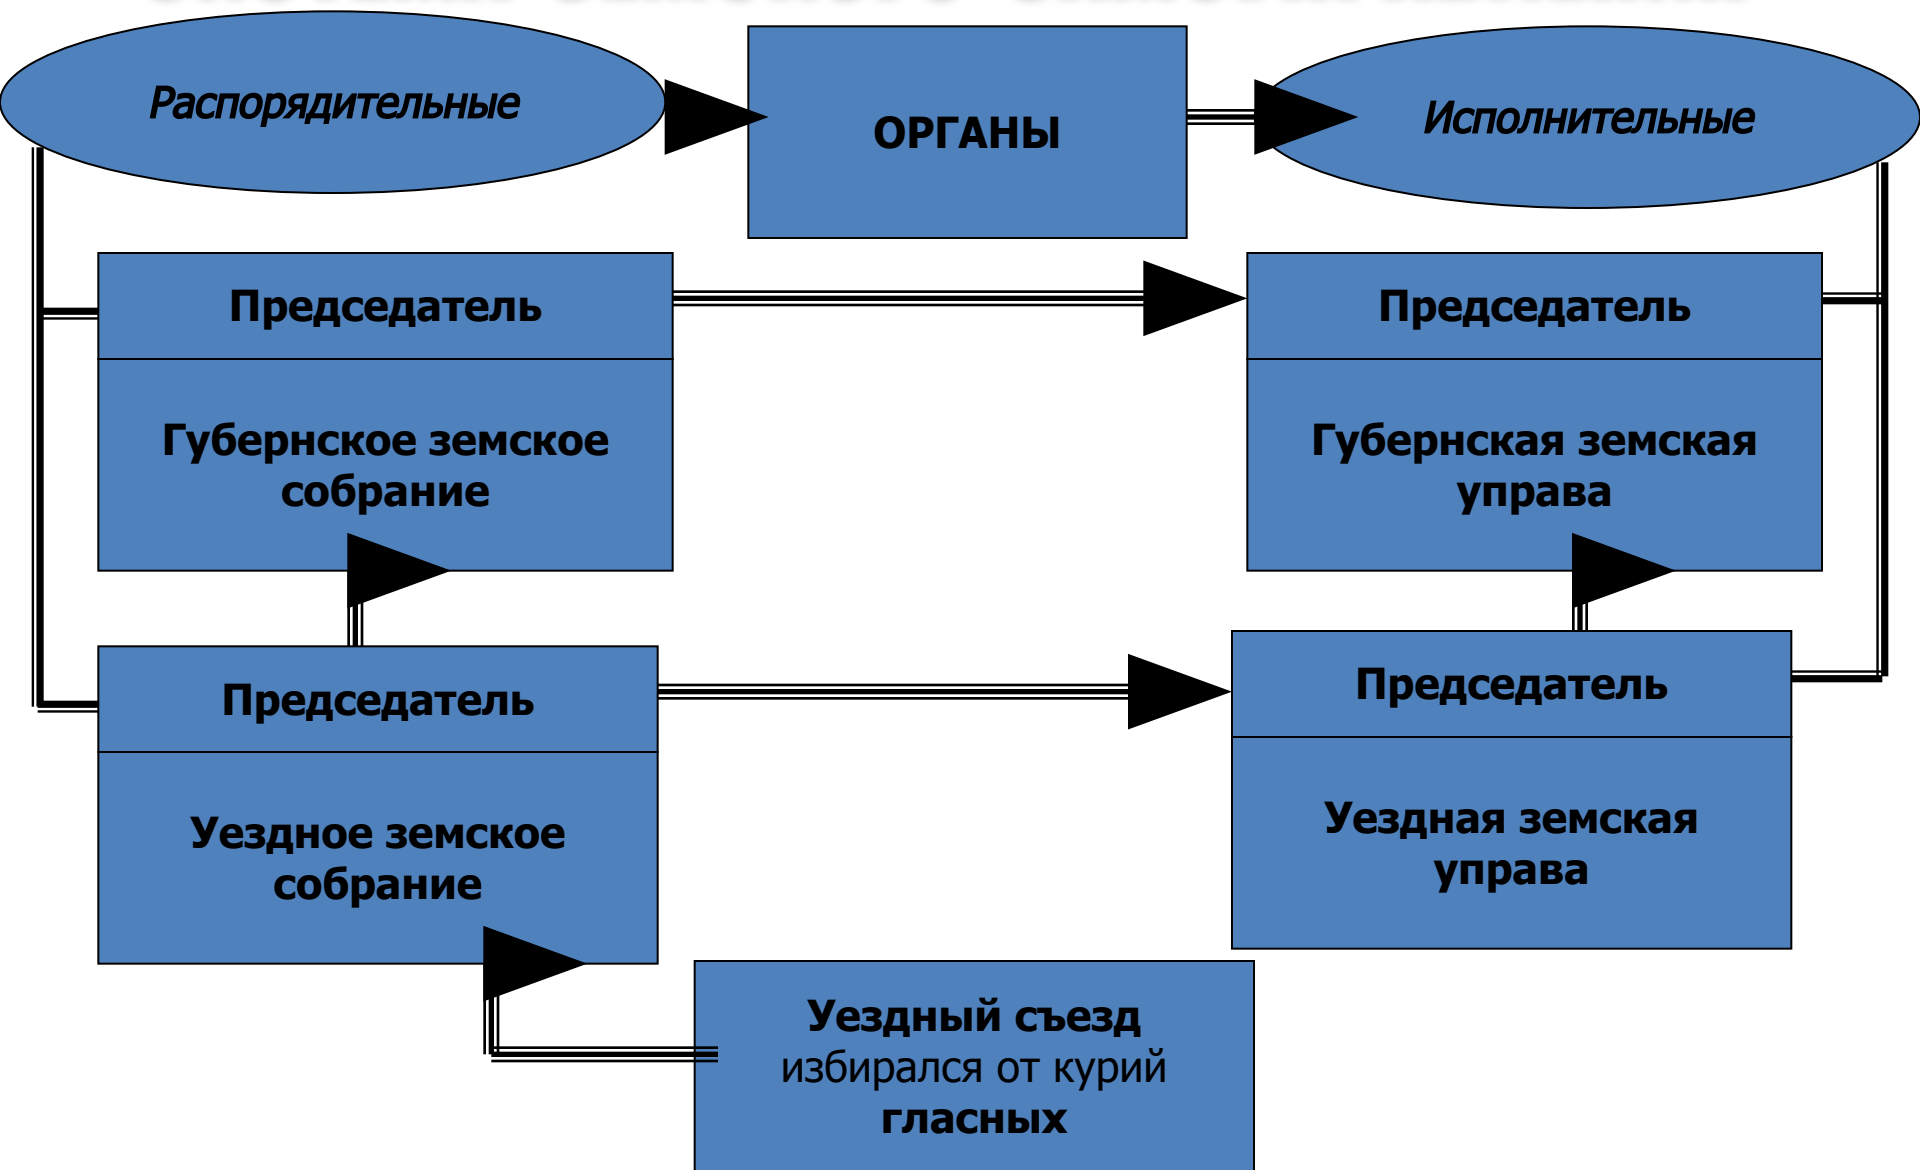 Распорядительные
ОРГАНЫ
Исполнительные
Председатель
Председатель
Губернское земское
собрание
Губернская земская
управа
Председатель
Председатель
Уездное земское
собрание
Уездная земская
управа
Уездный съезд
избирался от курий
гласных